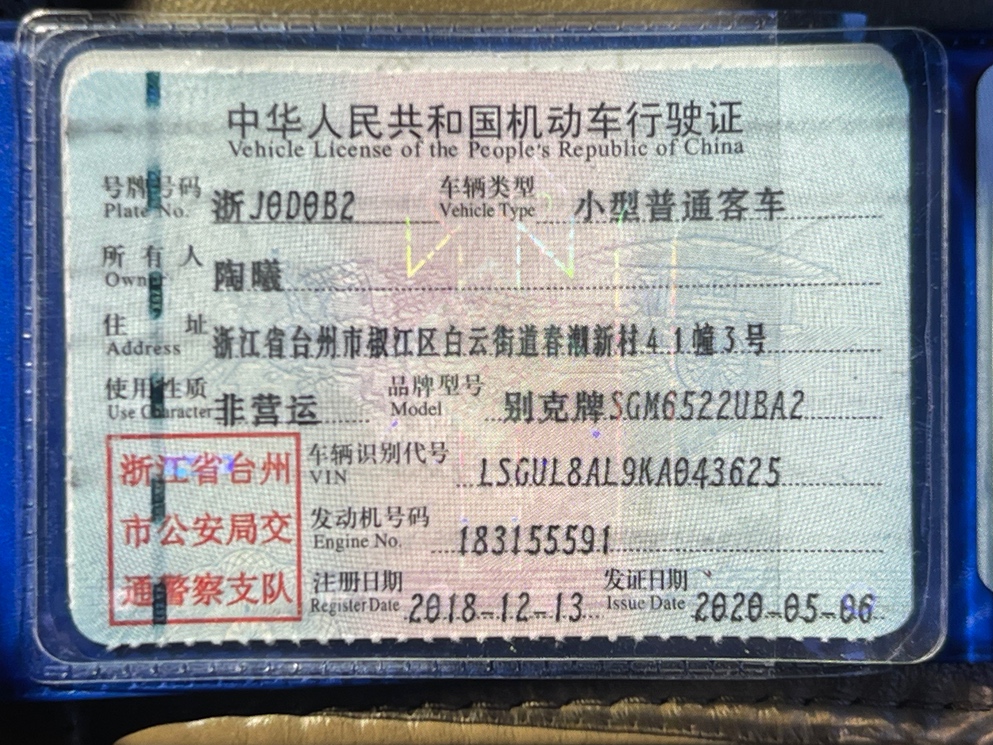 中华人民共和国机动车行驶证
Vehicle License of the People's Republic of China
号牌号码 浙J0D0B2 车辆类型 小型普通客车
Plate No. Vehicle Type
所有人 陶曦
Owner
住址 浙江省台州市椒江区白云街道春潮新村41幢3号
Address
使用性质 非营运 品牌型号 别克牌SGM6522UBA2
Use Character Model
浙江省台州 车辆识别代号 LSGUL8AL9KA043625
VIN
市公安局交 发动机号码 183155591
Engine No.
通警察支队 注册日期 2018-12-13 发证日期 2020-05-06
Register Date Issue Date